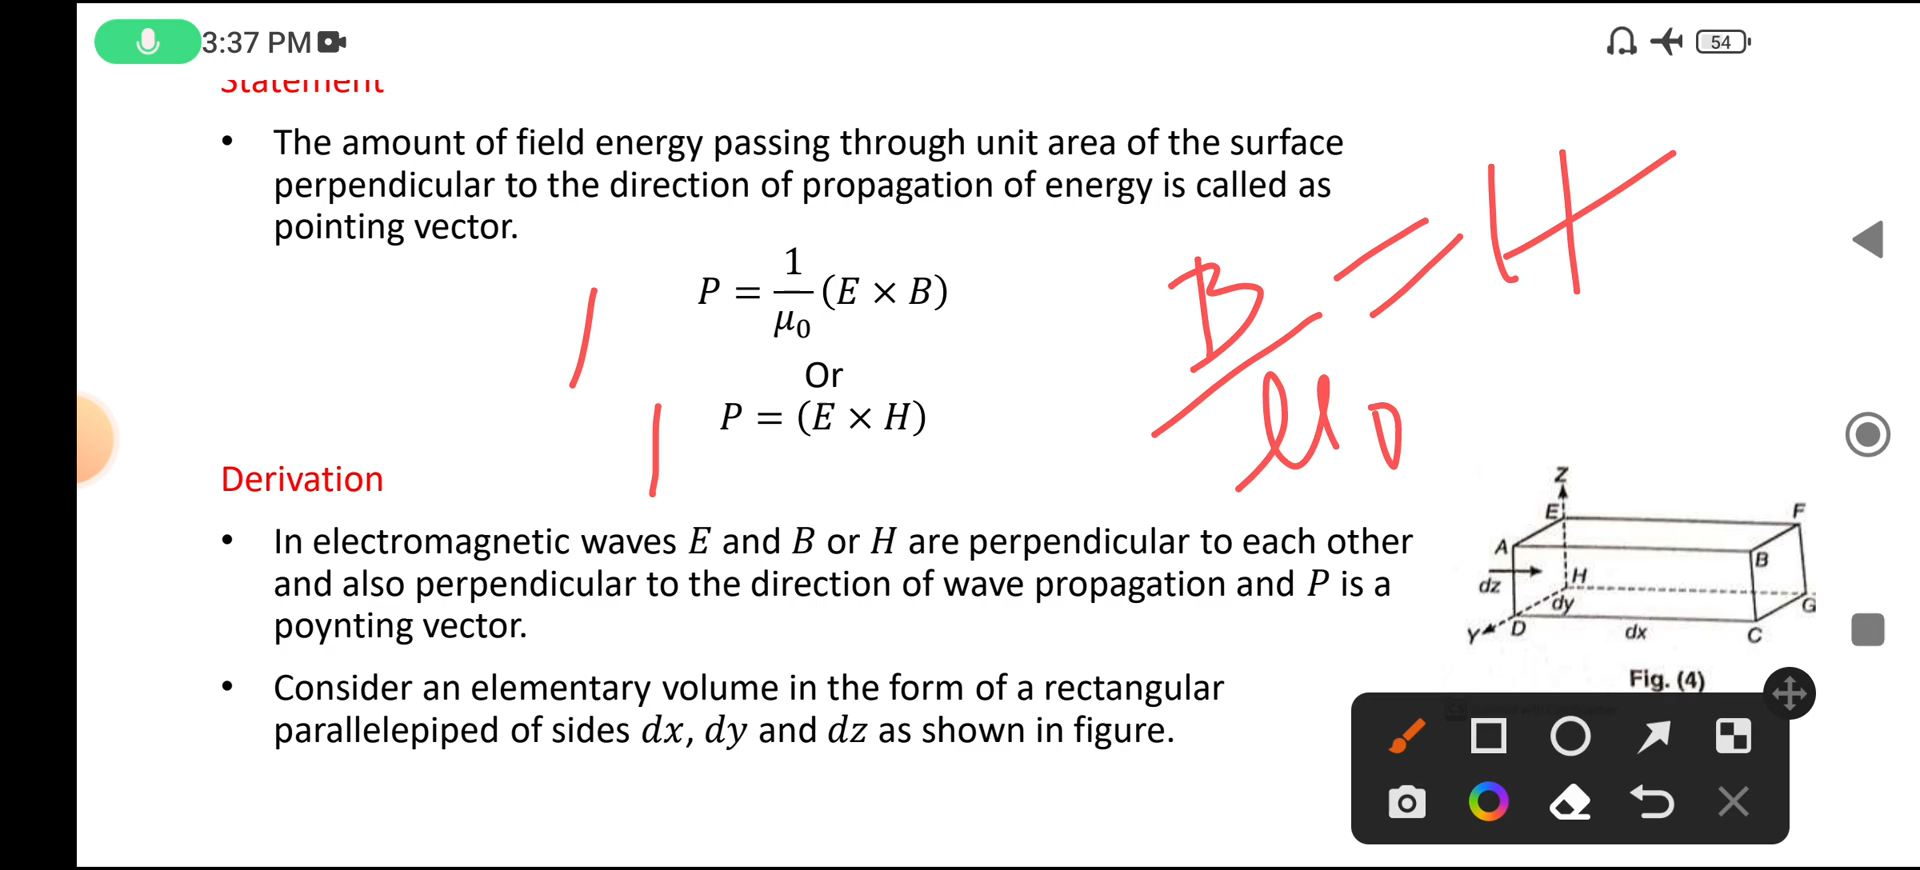 3:37 PM
54
Statement
• The amount of field energy passing through unit area of the surface
perpendicular to the direction of propagation of energy is called as
pointing vector.
P = 1/μ₀ (E × B)
Or
P = (E × H)
B/μ₀ = H
Derivation
• In electromagnetic waves E and B or H are perpendicular to each other
and also perpendicular to the direction of wave propagation and P is a
poynting vector.
• Consider an elementary volume in the form of a rectangular
parallelepiped of sides dx, dy and dz as shown in figure.
Z
E
F
A
B
dz
H
dy
G
Y
D
dx
C
Fig. (4)